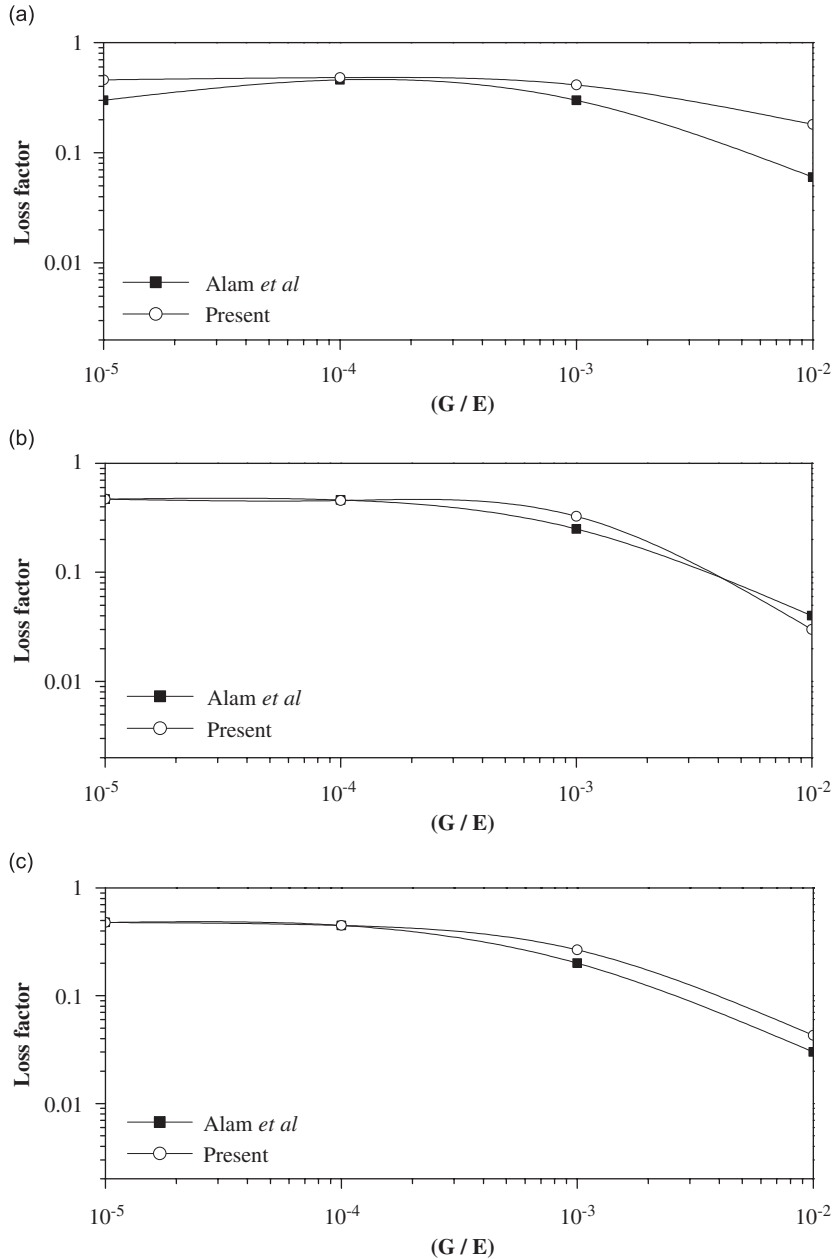 (a)
1
0.1
0.01
Loss factor
Alam et al
Present
10⁻⁵ 10⁻⁴ 10⁻³ 10⁻²
(G / E)
(b)
1
0.1
0.01
Loss factor
Alam et al
Present
10⁻⁵ 10⁻⁴ 10⁻³ 10⁻²
(G / E)
(c)
1
0.1
0.01
Loss factor
Alam et al
Present
10⁻⁵ 10⁻⁴ 10⁻³ 10⁻²
(G / E)